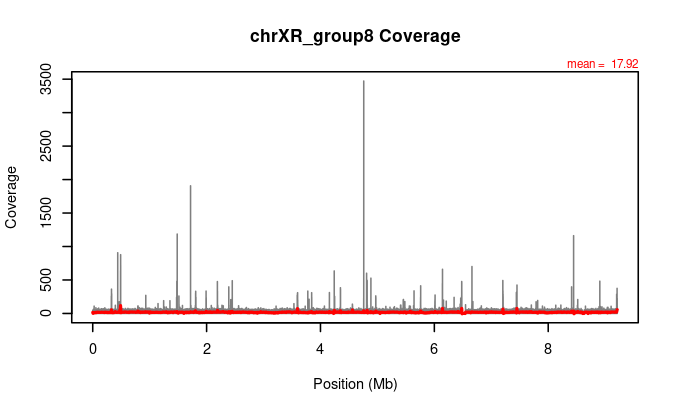 chrXR_group8 Coverage
mean = 17.92
Coverage
3500
2500
1500
500
0
0 2 4 6 8
Position (Mb)